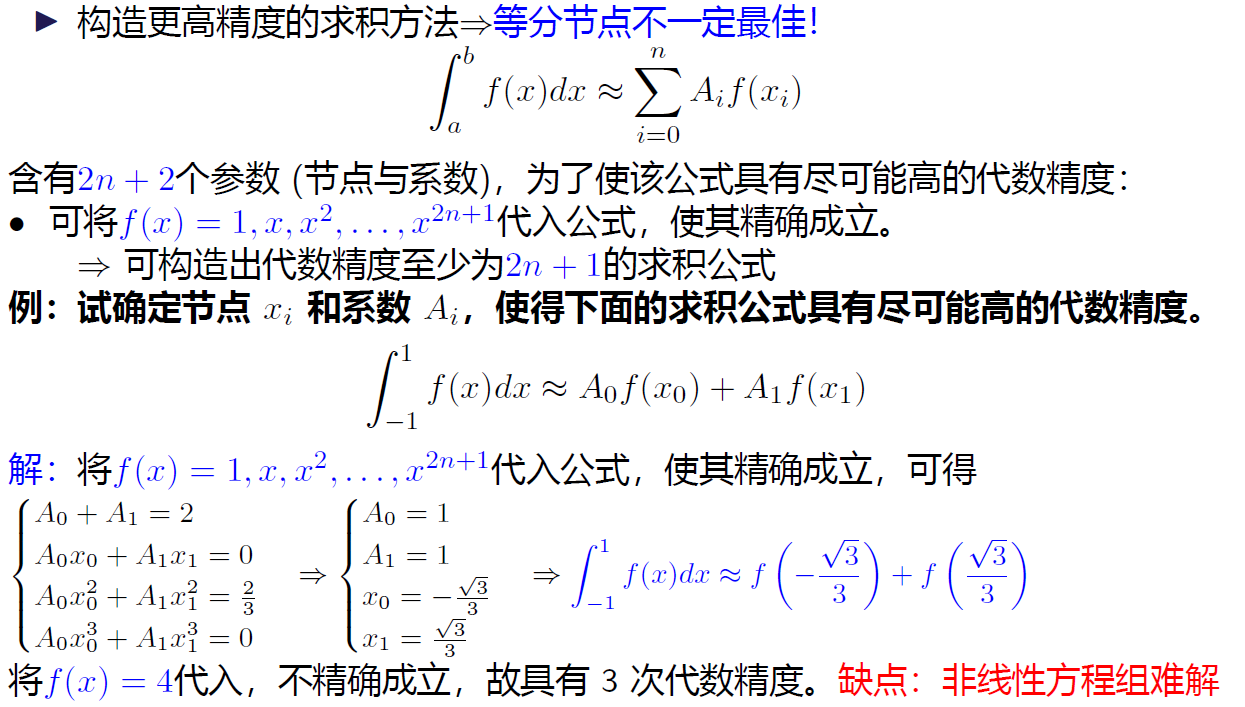 ▶ 构造更高精度的求积方法⇒等分节点不一定最佳！
$\int_a^b f(x)dx \approx \sum_{i=0}^{n} A_i f(x_i)$
含有$2n+2$个参数 (节点与系数)，为了使该公式具有尽可能高的代数精度：
• 可将$f(x) = 1, x, x^2, \ldots, x^{2n+1}$代入公式，使其精确成立。
⇒ 可构造出代数精度至少为$2n+1$的求积公式
例：试确定节点 $x_i$ 和系数 $A_i$，使得下面的求积公式具有尽可能高的代数精度。
$\int_{-1}^{1} f(x)dx \approx A_0 f(x_0) + A_1 f(x_1)$
解：将$f(x) = 1, x, x^2, \ldots, x^{2n+1}$代入公式，使其精确成立，可得
$\begin{cases} A_0 + A_1 = 2 \\ A_0 x_0 + A_1 x_1 = 0 \\ A_0 x_0^2 + A_1 x_1^2 = \frac{2}{3} \\ A_0 x_0^3 + A_1 x_1^3 = 0 \end{cases} \Rightarrow \begin{cases} A_0 = 1 \\ A_1 = 1 \\ x_0 = -\frac{\sqrt{3}}{3} \\ x_1 = \frac{\sqrt{3}}{3} \end{cases} \Rightarrow \int_{-1}^{1} f(x)dx \approx f\left(-\frac{\sqrt{3}}{3}\right) + f\left(\frac{\sqrt{3}}{3}\right)$
将$f(x) = 4$代入，不精确成立，故具有 3 次代数精度。缺点：非线性方程组难解